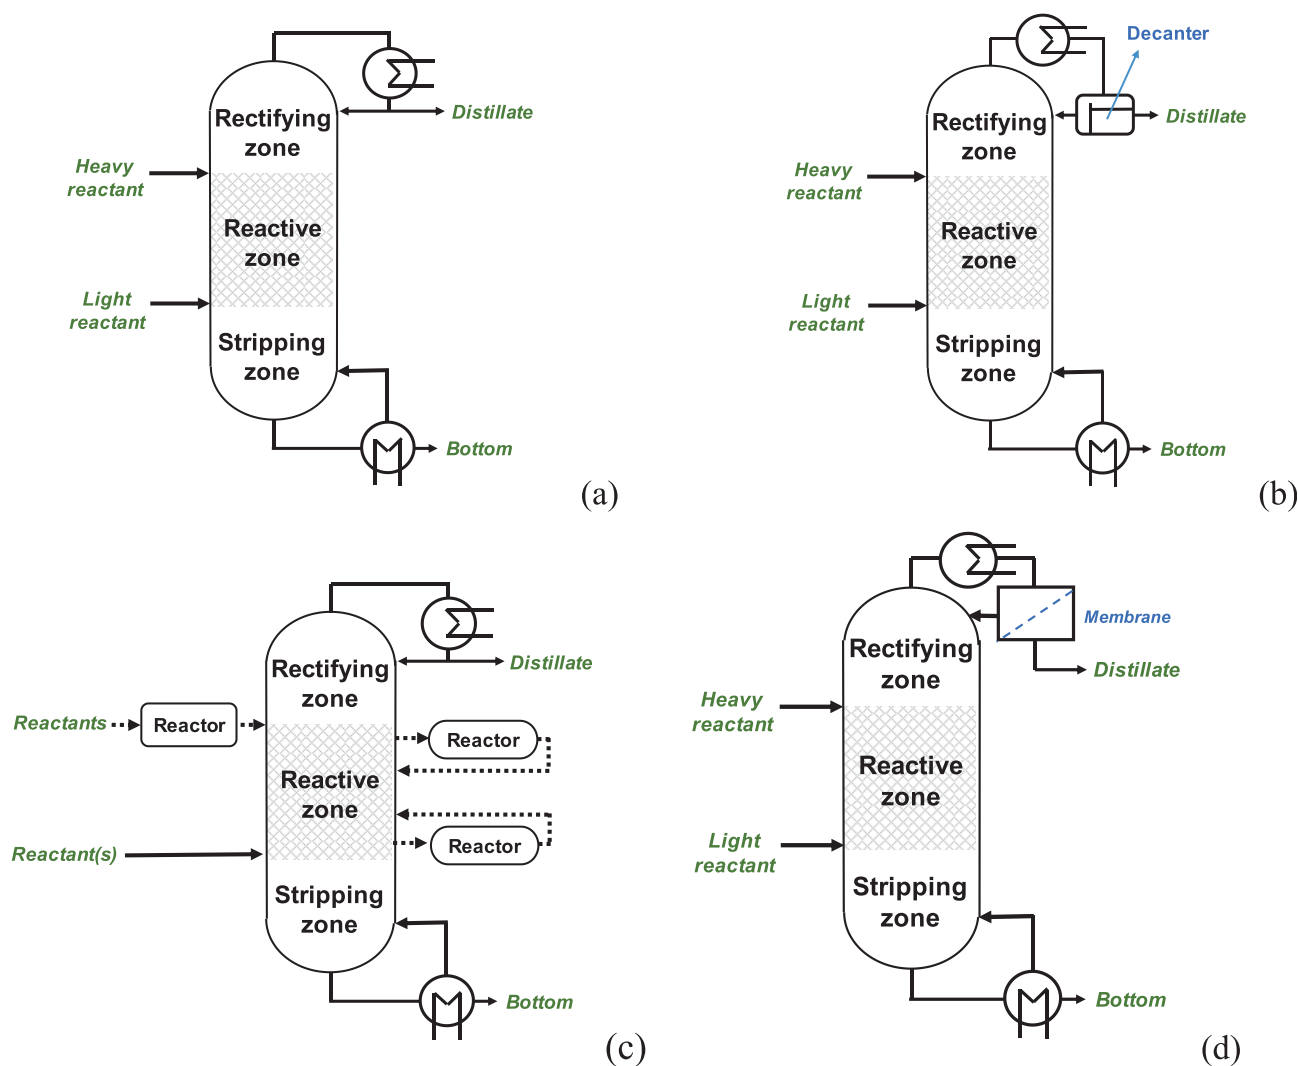 Rectifying
zone
Distillate
Heavy
reactant
Reactive
zone
Light
reactant
Stripping
zone
Bottom
(a)
Decanter
Rectifying
zone
Distillate
Heavy
reactant
Reactive
zone
Light
reactant
Stripping
zone
Bottom
(b)
Rectifying
zone
Distillate
Reactants
Reactor
Reactor
Reactive
zone
Reactor
Reactant(s)
Stripping
zone
Bottom
(c)
Membrane
Rectifying
zone
Distillate
Heavy
reactant
Reactive
zone
Light
reactant
Stripping
zone
Bottom
(d)